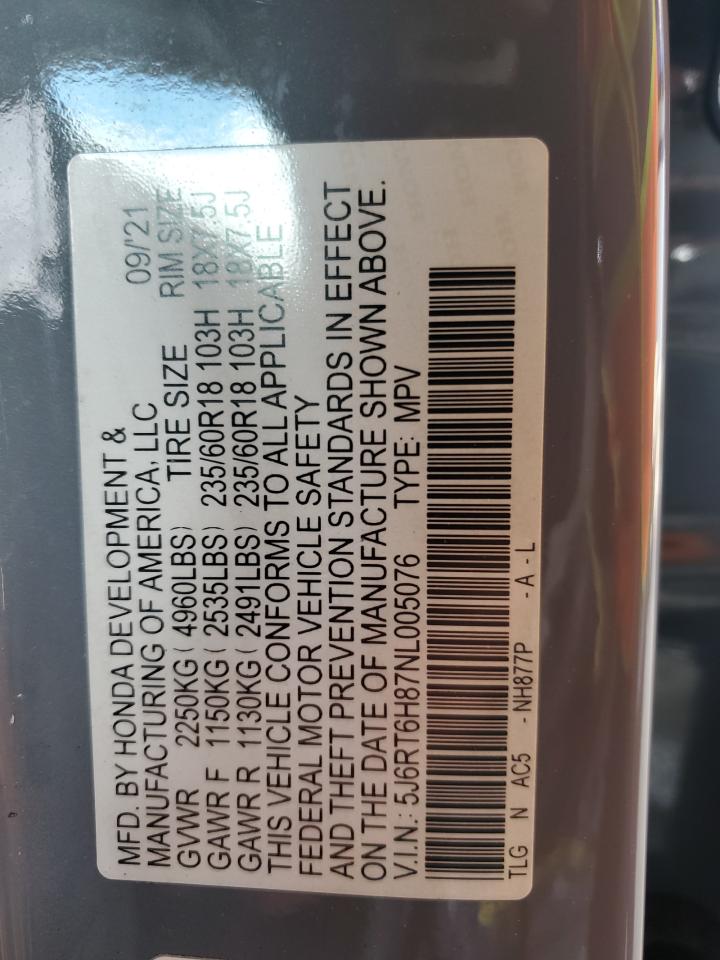 MFD. BY HONDA DEVELOPMENT & 09/'21
MANUFACTURING OF AMERICA, LLC
GVWR 2250KG ( 4960LBS) TIRE SIZE RIM SIZE
GAWR F 1150KG ( 2535LBS) 235/60R18 103H 18X7.5J
GAWR R 1130KG ( 2491LBS) 235/60R18 103H 18X7.5J
THIS VEHICLE CONFORMS TO ALL APPLICABLE
FEDERAL MOTOR VEHICLE SAFETY
AND THEFT PREVENTION STANDARDS IN EFFECT
ON THE DATE OF MANUFACTURE SHOWN ABOVE.
V.I.N.: 5J6RT6H87NL005076 TYPE: MPV
TLG N AC5 - NH877P - A - L